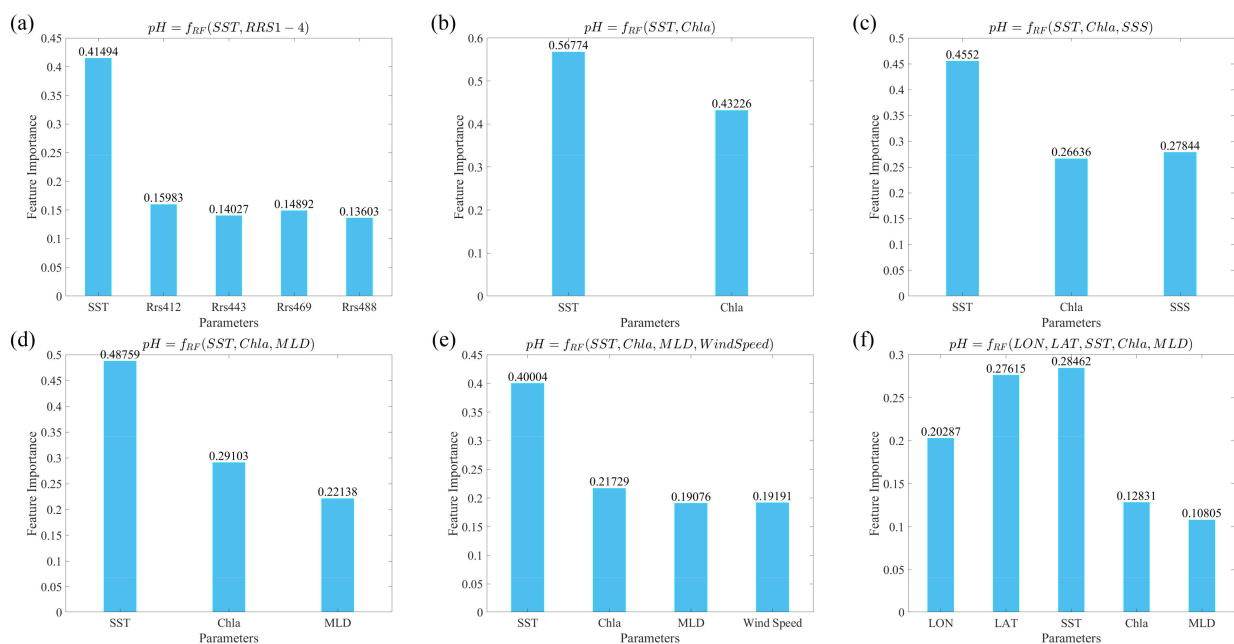 (a)
pH = f_RF(SST, RRS1 − 4)
Feature Importance
0.45
0.4
0.35
0.3
0.25
0.2
0.15
0.1
0.05
0
0.41494
0.15983
0.14027
0.14892
0.13603
SST Rrs412 Rrs443 Rrs469 Rrs488
Parameters
(b)
pH = f_RF(SST, Chla)
Feature Importance
0.6
0.5
0.4
0.3
0.2
0.1
0
0.56774
0.43226
SST Chla
Parameters
(c)
pH = f_RF(SST, Chla, SSS)
Feature Importance
0.5
0.45
0.4
0.35
0.3
0.25
0.2
0.15
0.1
0.05
0
0.4552
0.26636
0.27844
SST Chla SSS
Parameters
(d)
pH = f_RF(SST, Chla, MLD)
Feature Importance
0.5
0.45
0.4
0.35
0.3
0.25
0.2
0.15
0.1
0.05
0
0.48759
0.29103
0.22138
SST Chla MLD
Parameters
(e)
pH = f_RF(SST, Chla, MLD, WindSpeed)
Feature Importance
0.45
0.4
0.35
0.3
0.25
0.2
0.15
0.1
0.05
0
0.40004
0.21729
0.19076
0.19191
SST Chla MLD Wind Speed
Parameters
(f)
pH = f_RF(LON, LAT, SST, Chla, MLD)
Feature Importance
0.3
0.25
0.2
0.15
0.1
0.05
0
0.20287
0.27615
0.28462
0.12831
0.10805
LON LAT SST Chla MLD
Parameters